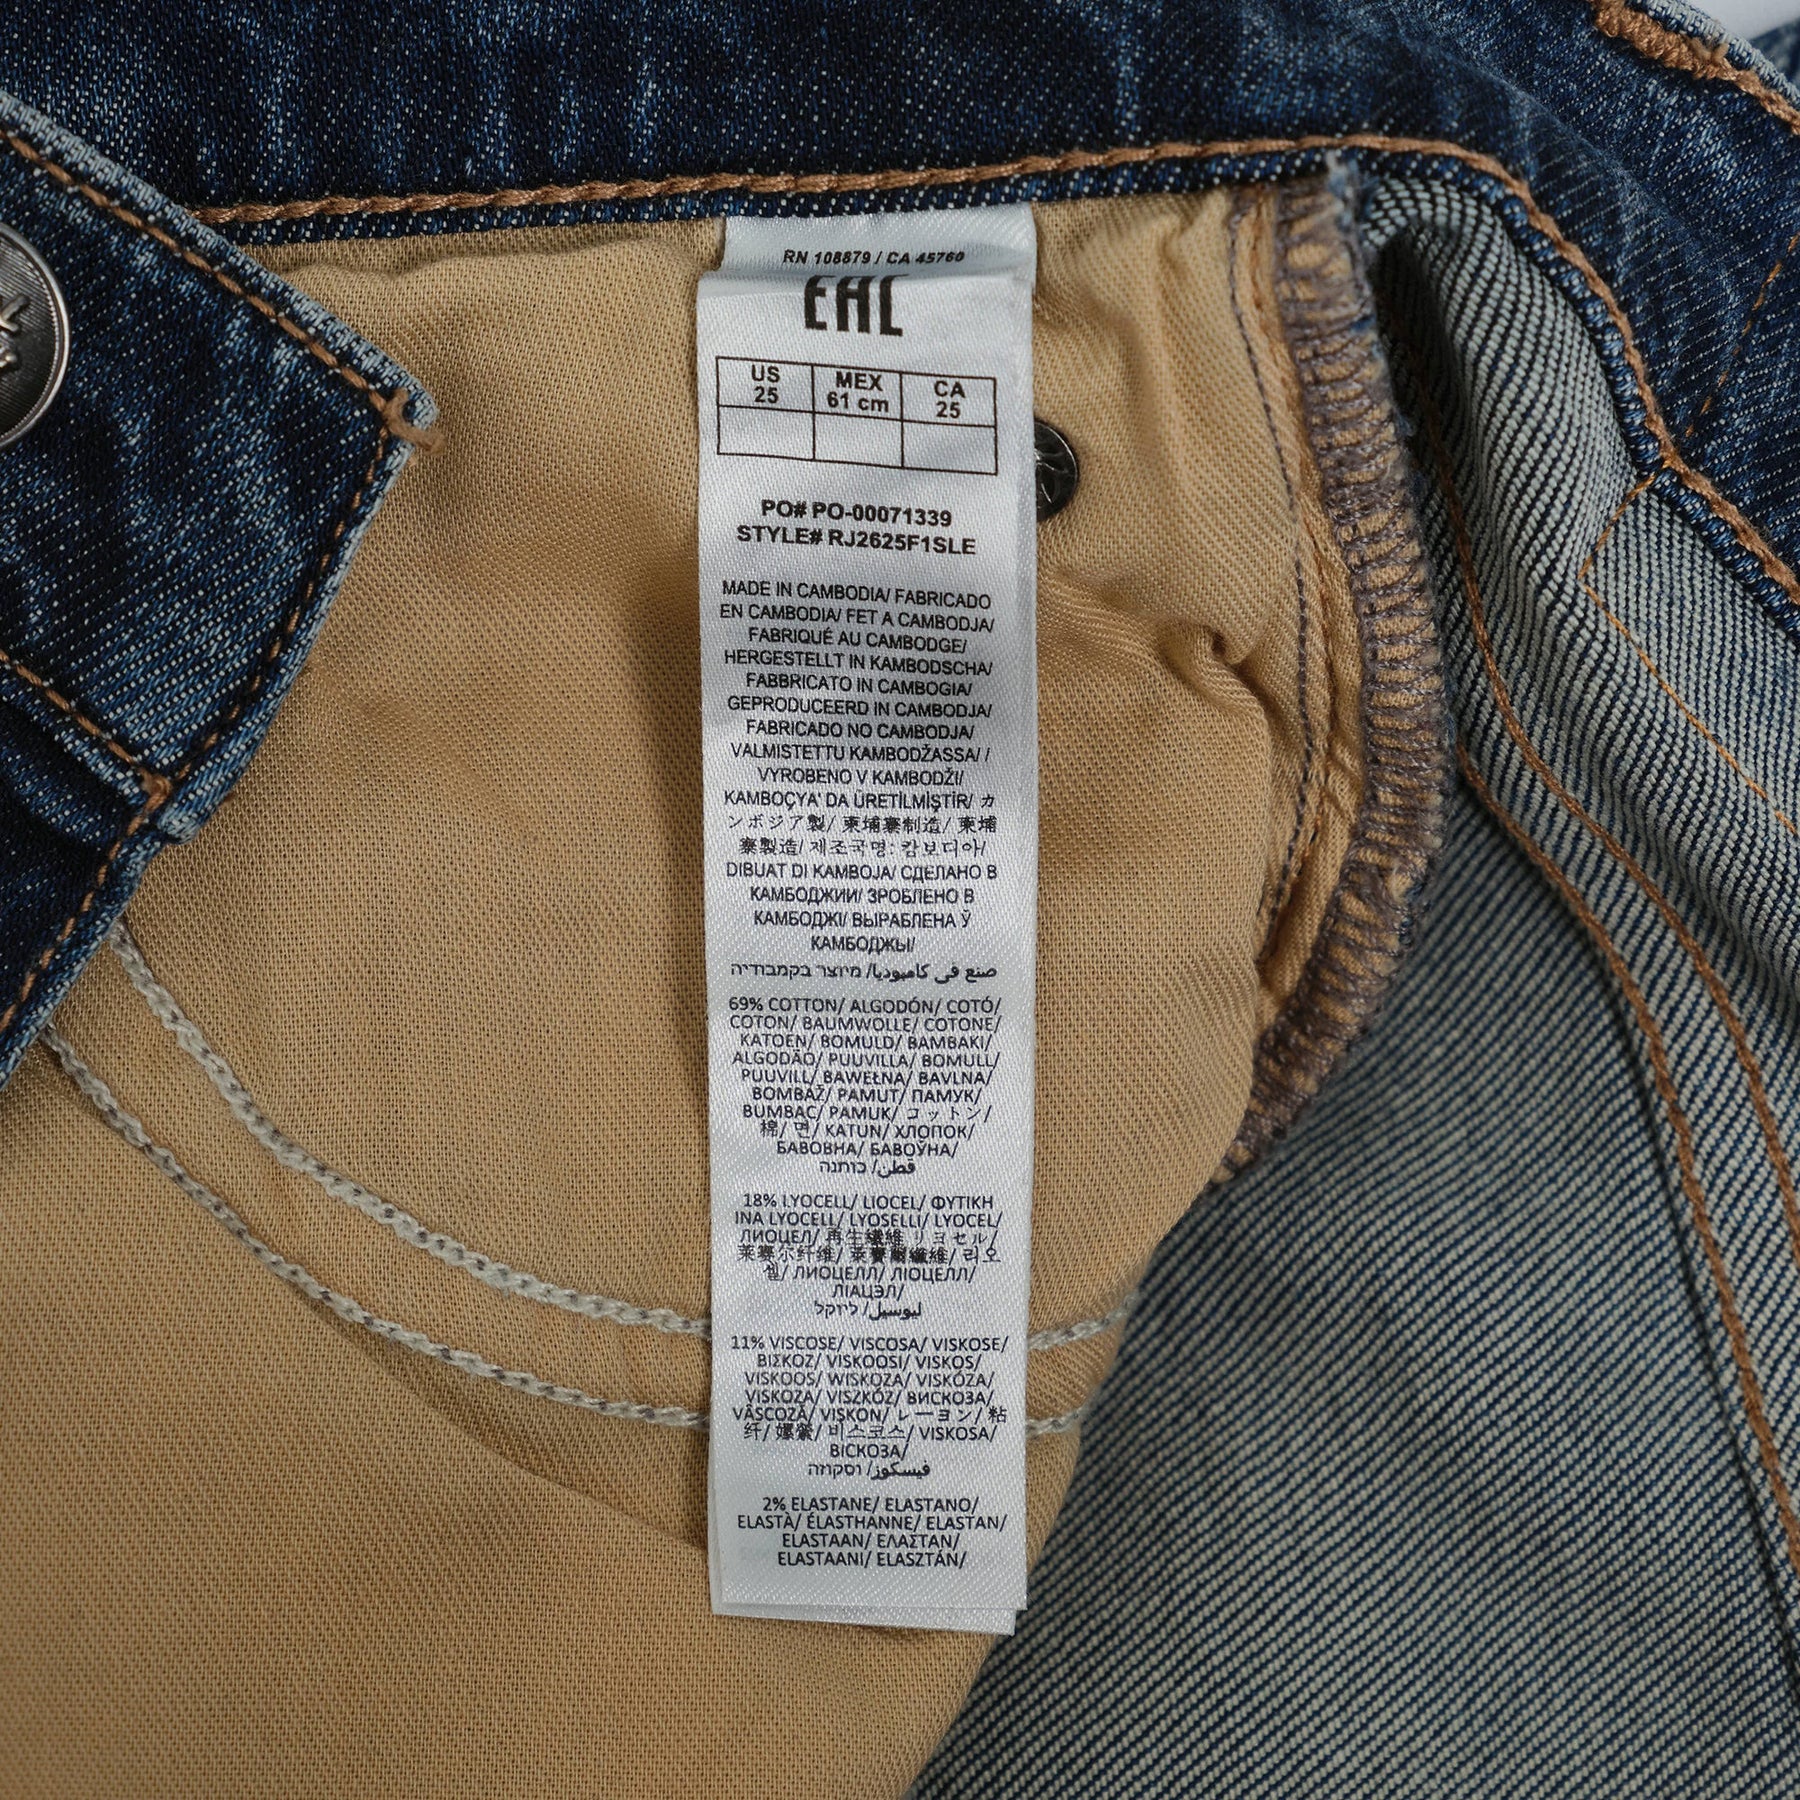 RN 108879 / CA 45760
EAC
US MEX CA
25 61 cm 25
PO# PO-00071339
STYLE# RJ2625F1SLE
MADE IN CAMBODIA/ FABRICADO
EN CAMBODIA/ FET A CAMBODJA/
FABRIQUÉ AU CAMBODGE/
HERGESTELLT IN KAMBODSCHA/
FABBRICATO IN CAMBOGIA/
GEPRODUCEERD IN CAMBODJA/
FABRICADO NO CAMBODJA/
VALMISTETTU KAMBODŽASSA/ /
VYROBENO V KAMBODŽI/
KAMBOÇYA' DA ÜRETİLMİŞTİR/ カ
ンボジア製/ 柬埔寨制造/ 柬埔
寨製造/ 제조국명: 캄보디아/
DIBUAT DI KAMBOJA/ СДЕЛАНО В
КАМБОДЖИИ/ ЗРОБЛЕНО В
КАМБОДЖІ/ ВЫРАБЛЕНА Ў
КАМБОДЖЫ/
صنع في كامبوديا/ מיוצר בקמבודיה
69% COTTON/ ALGODÓN/ COTÓ/
COTON/ BAUMWOLLE/ COTONE/
KATOEN/ BOMULD/ BAMBAKI/
ALGODÃO/ PUUVILLA/ BOMULL/
PUUVILL/ BAWEŁNA/ BAVLNA/
BOMBAŽ/ PAMUT/ ПАМУК/
BUMBAC/ PAMUK/ コットン/
棉/ 면/ KATUN/ ХЛОПОК/
БАВОВНА/ БАВОЎНА/
قطن/ כותנה
18% LYOCELL/ LIOCEL/ ΦΥΤΙΚΗ
ΙΝΑ LYOCELL/ LYOSELLI/ LYOCEL/
ЛИОЦЕЛ/ 再生繊維 リヨセル/
莱赛尔纤维/ 萊賽爾纖維/ 리오
셀/ ЛИОЦЕЛЛ/ ЛІОЦЕЛЛ/
ЛІАЦЭЛ/
ليوسيل/ ליוקל
11% VISCOSE/ VISCOSA/ VISKOSE/
ΒΙΣΚΟΖ/ VISKOOSI/ VISKOS/
VISKOOS/ WISKOZA/ VISKÓZA/
VISKOZA/ VISZKÓZ/ ВИСКОЗА/
VÂSCOZĂ/ VISKON/ レーヨン/ 粘
纤/ 嫘縈/ 비스코스/ VISKOSA/
ВІСКОЗА/
فيسكوز/ וסקוזה
2% ELASTANE/ ELASTANO/
ELASTÀ/ ÉLASTHANNE/ ELASTAN/
ELASTAAN/ ΕΛΑΣΤΑΝ/
ELASTAANI/ ELASZTÁN/